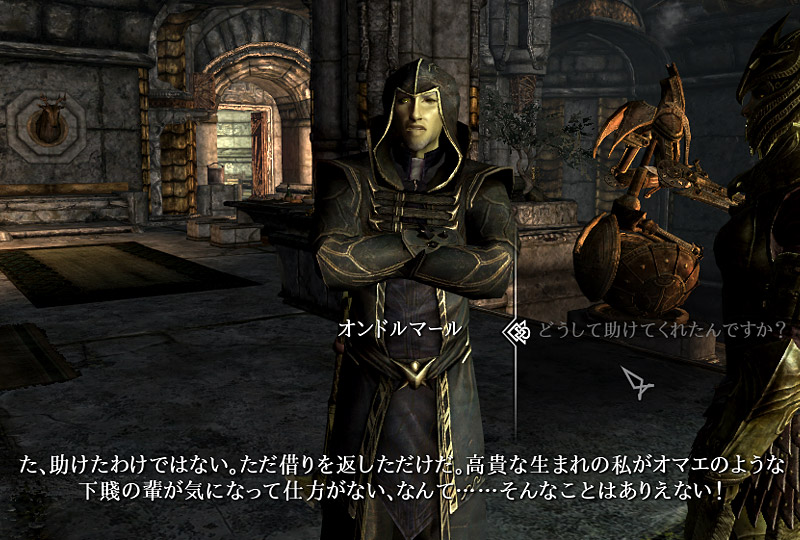 オンドルマール
どうして助けてくれたんですか?
た、助けたわけではない。ただ借りを返しただけだ。高貴な生まれの私がオマエのような
下賤の輩が気になって仕方がない、なんて……そんなことはありえない!